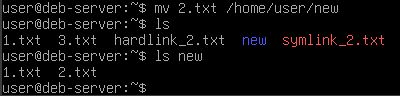 user@deb-server:~$ mv 2.txt /home/user/new
user@deb-server:~$ ls
1.txt  3.txt  hardlink_2.txt  new  symlink_2.txt
user@deb-server:~$ ls new
1.txt  2.txt
user@deb-server:~$